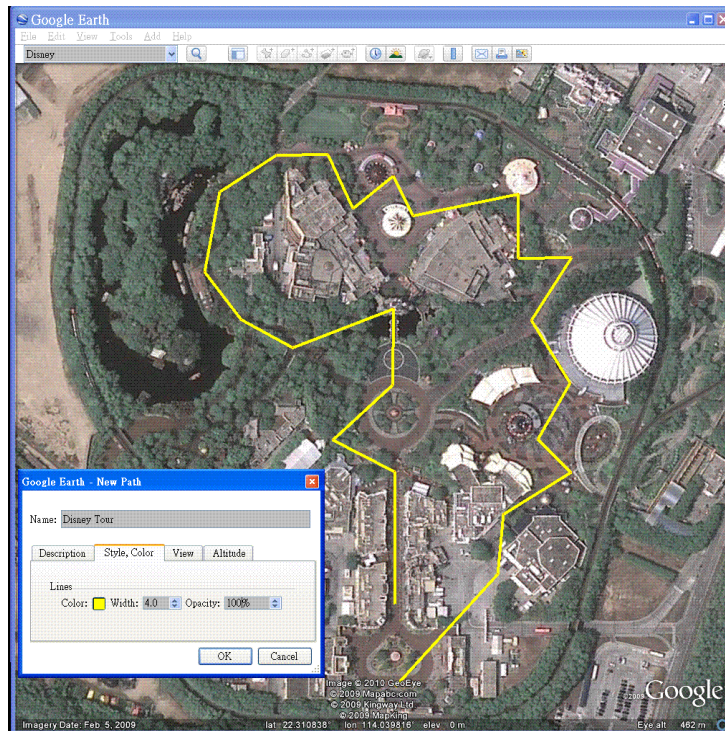 Google Earth
File Edit View Tools Add Help
Disney
Google Earth - New Path
Name: Disney Tour
Description Style, Color View Altitude
Lines
Color: Width: 4.0 Opacity: 100%
OK Cancel
Image © 2010 GeoEye
© 2009 Mapabc.com
© 2009 Kingway Ltd.
© 2009 MapKing
©2009 Google
Imagery Date: Feb. 5, 2009 lat: 22.310838° lon: 114.039816° elev 0 m Eye alt 462 m